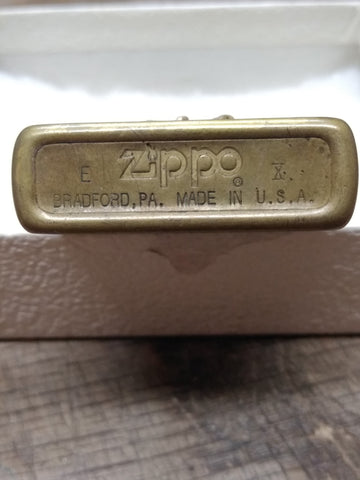 E Zippo ® X
BRADFORD, PA. MADE IN U.S.A.